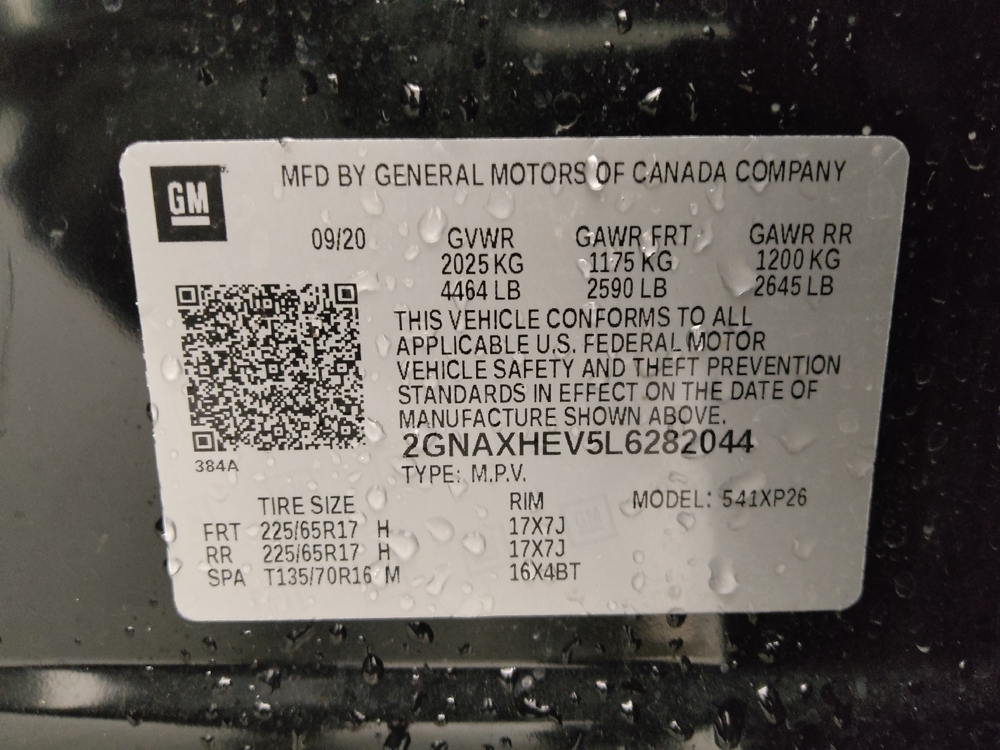 GM
MFD BY GENERAL MOTORS OF CANADA COMPANY
09/20 GVWR GAWR FRT GAWR RR
2025 KG 1175 KG 1200 KG
4464 LB 2590 LB 2645 LB
THIS VEHICLE CONFORMS TO ALL
APPLICABLE U.S. FEDERAL MOTOR
VEHICLE SAFETY AND THEFT PREVENTION
STANDARDS IN EFFECT ON THE DATE OF
MANUFACTURE SHOWN ABOVE.
2GNAXHEV5L6282044
384A
TYPE: M.P.V.
TIRE SIZE RIM MODEL: 541XP26
FRT 225/65R17 H 17X7J
RR 225/65R17 H 17X7J
SPA T135/70R16 M 16X4BT